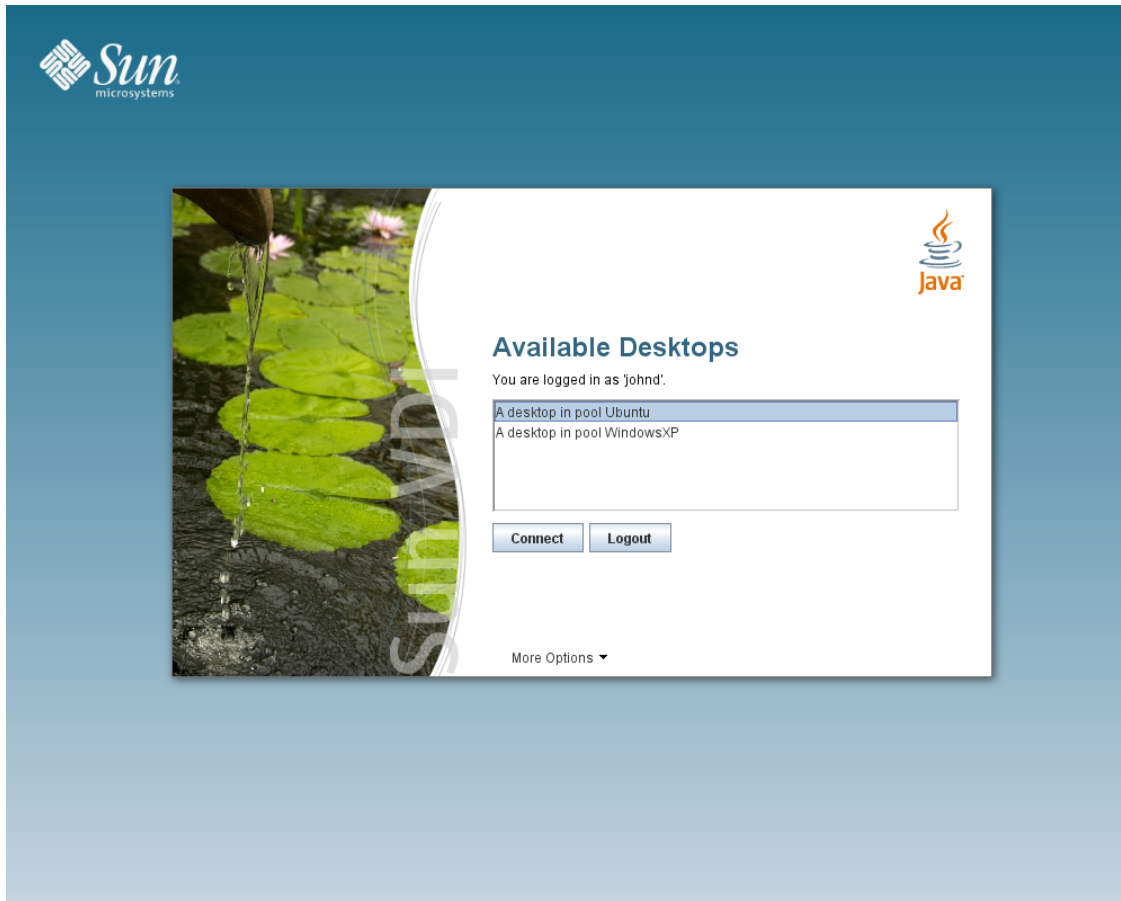 Sun
microsystems
Java
Available Desktops
You are logged in as 'johnd'.
A desktop in pool Ubuntu
A desktop in pool WindowsXP
Connect Logout
More Options
Sun VDI